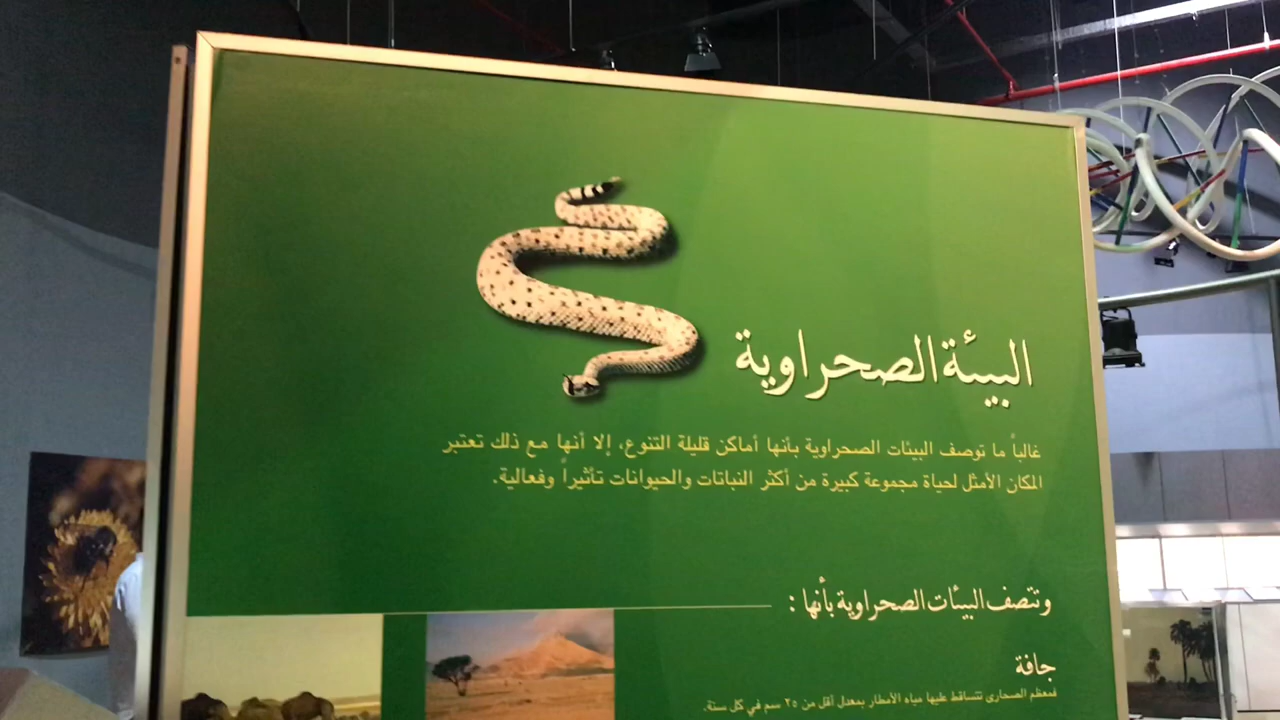 البيئة الصحراوية
غالباً ما توصف البيئات الصحراوية بأنها أماكن قليلة التنوع، إلا أنها مع ذلك تعتبر
المكان الأمثل لحياة مجموعة كبيرة من أكثر النباتات والحيوانات تأثيراً وفعالية.
وتتصف البيئات الصحراوية بأنها :
جافة
فمعظم الصحارى تتساقط عليها مياه الأمطار بمعدل أقل من ٢٥ سم في كل سنة.